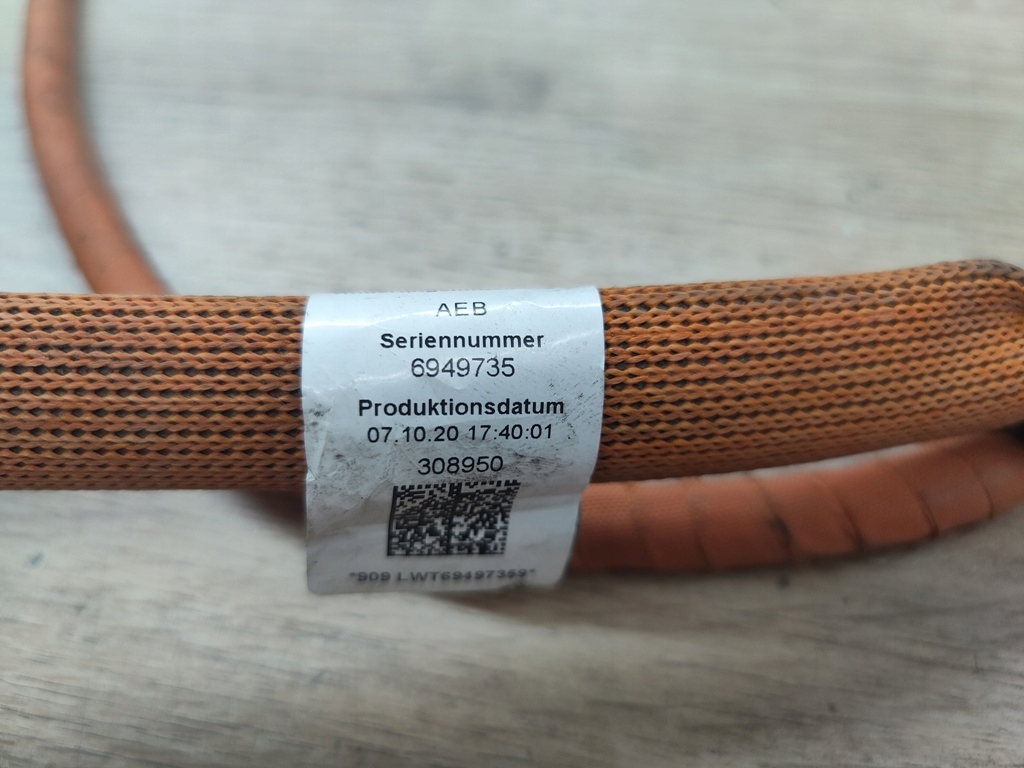 AEB
Seriennummer
6949735
Produktionsdatum
07.10.20 17:40:01
308950
*909 LWT69497359*